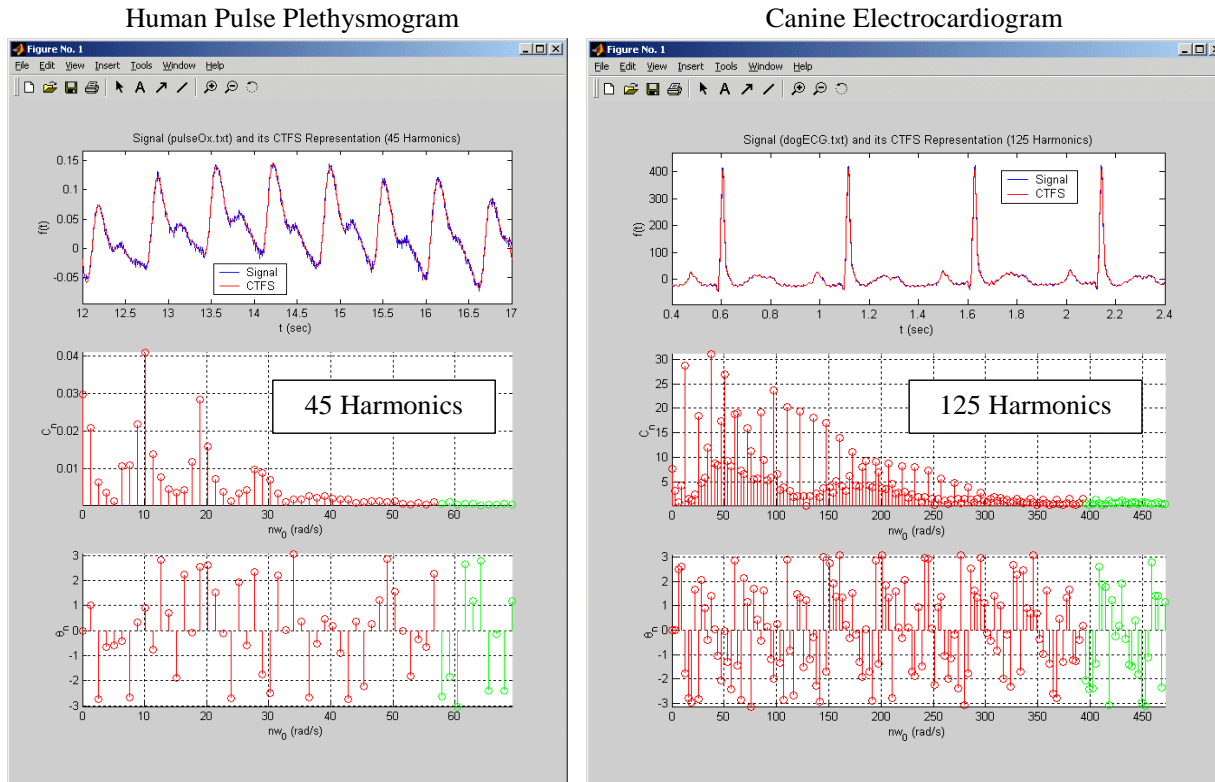 Human Pulse Plethysmogram
Figure No. 1
File Edit View Insert Tools Window Help
A
Signal (pulseOx.txt) and its CTFS Representation (45 Harmonics)
0.15
0.1
0.05
0
-0.05
f(t)
Signal
CTFS
12 12.5 13 13.5 14 14.5 15 15.5 16 16.5 17
t (sec)
0.04
0.03
0.02
0.01
C_n
45 Harmonics
0 10 20 30 40 50 60
nw_0 (rad/s)
3
2
1
0
-1
-2
-3
θ_n
0 10 20 30 40 50 60
nw_0 (rad/s)
Canine Electrocardiogram
Figure No. 1
File Edit View Insert Tools Window Help
A
Signal (dogECG.txt) and its CTFS Representation (125 Harmonics)
400
300
200
100
0
f(t)
Signal
CTFS
0.4 0.6 0.8 1 1.2 1.4 1.6 1.8 2 2.2 2.4
t (sec)
30
25
20
15
10
5
C_n
125 Harmonics
0 50 100 150 200 250 300 350 400 450
nw_0 (rad/s)
3
2
1
0
-1
-2
-3
θ_n
0 50 100 150 200 250 300 350 400 450
nw_0 (rad/s)